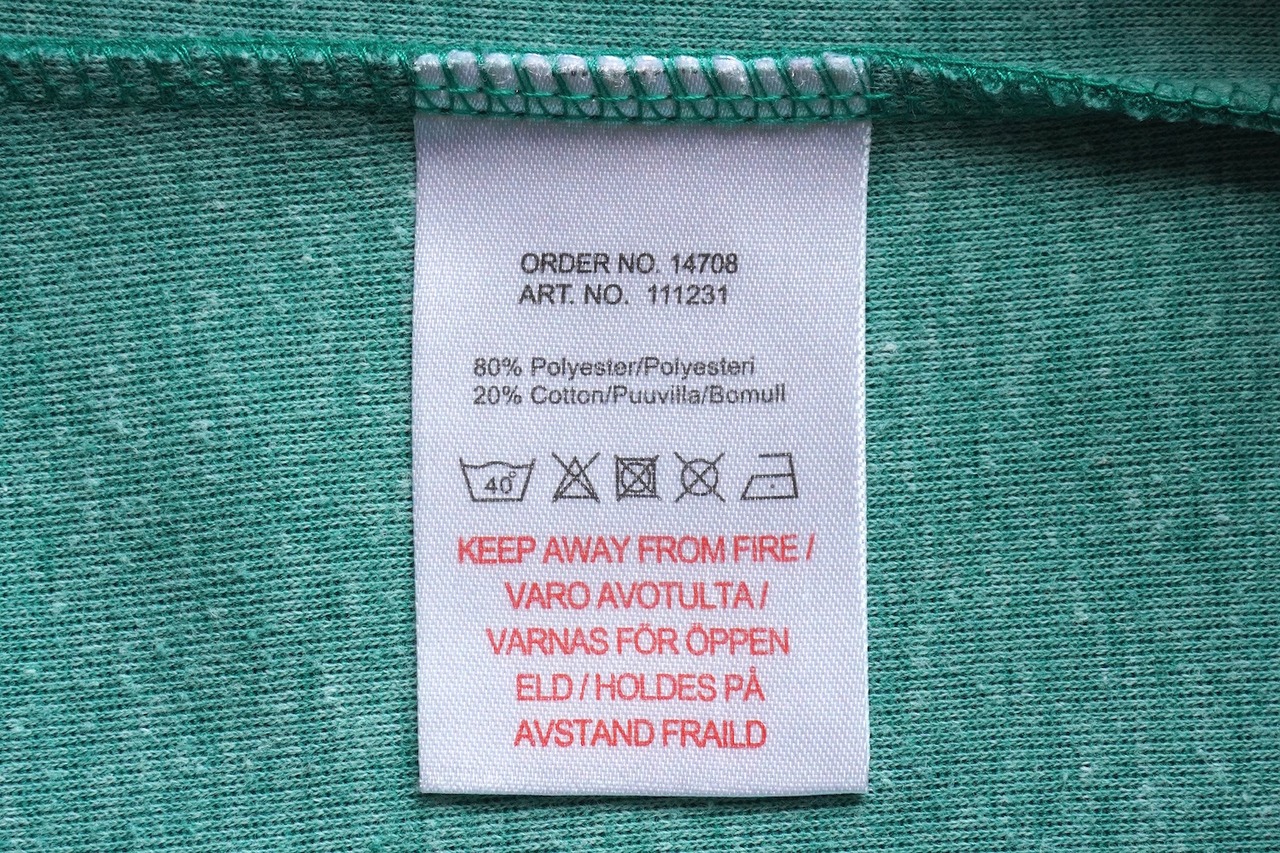 ORDER NO. 14708
ART. NO. 111231
80% Polyester/Polyesteri
20% Cotton/Puuvilla/Bomull
40°
KEEP AWAY FROM FIRE /
VARO AVOTULTA /
VARNAS FÖR ÖPPEN
ELD / HOLDES PÅ
AVSTAND FRAILD